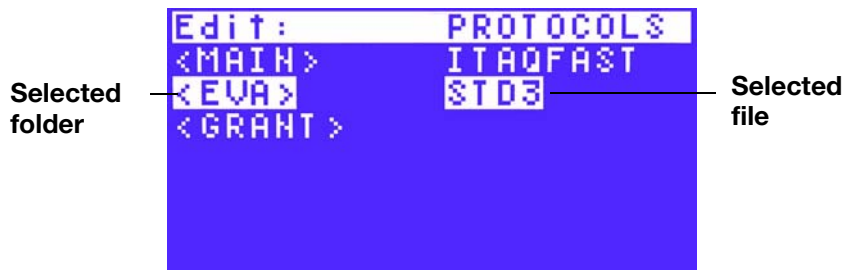 Edit: PROTOCOLS
<MAIN> ITAQFAST
Selected folder
<EVA> STD3
Selected file
<GRANT>